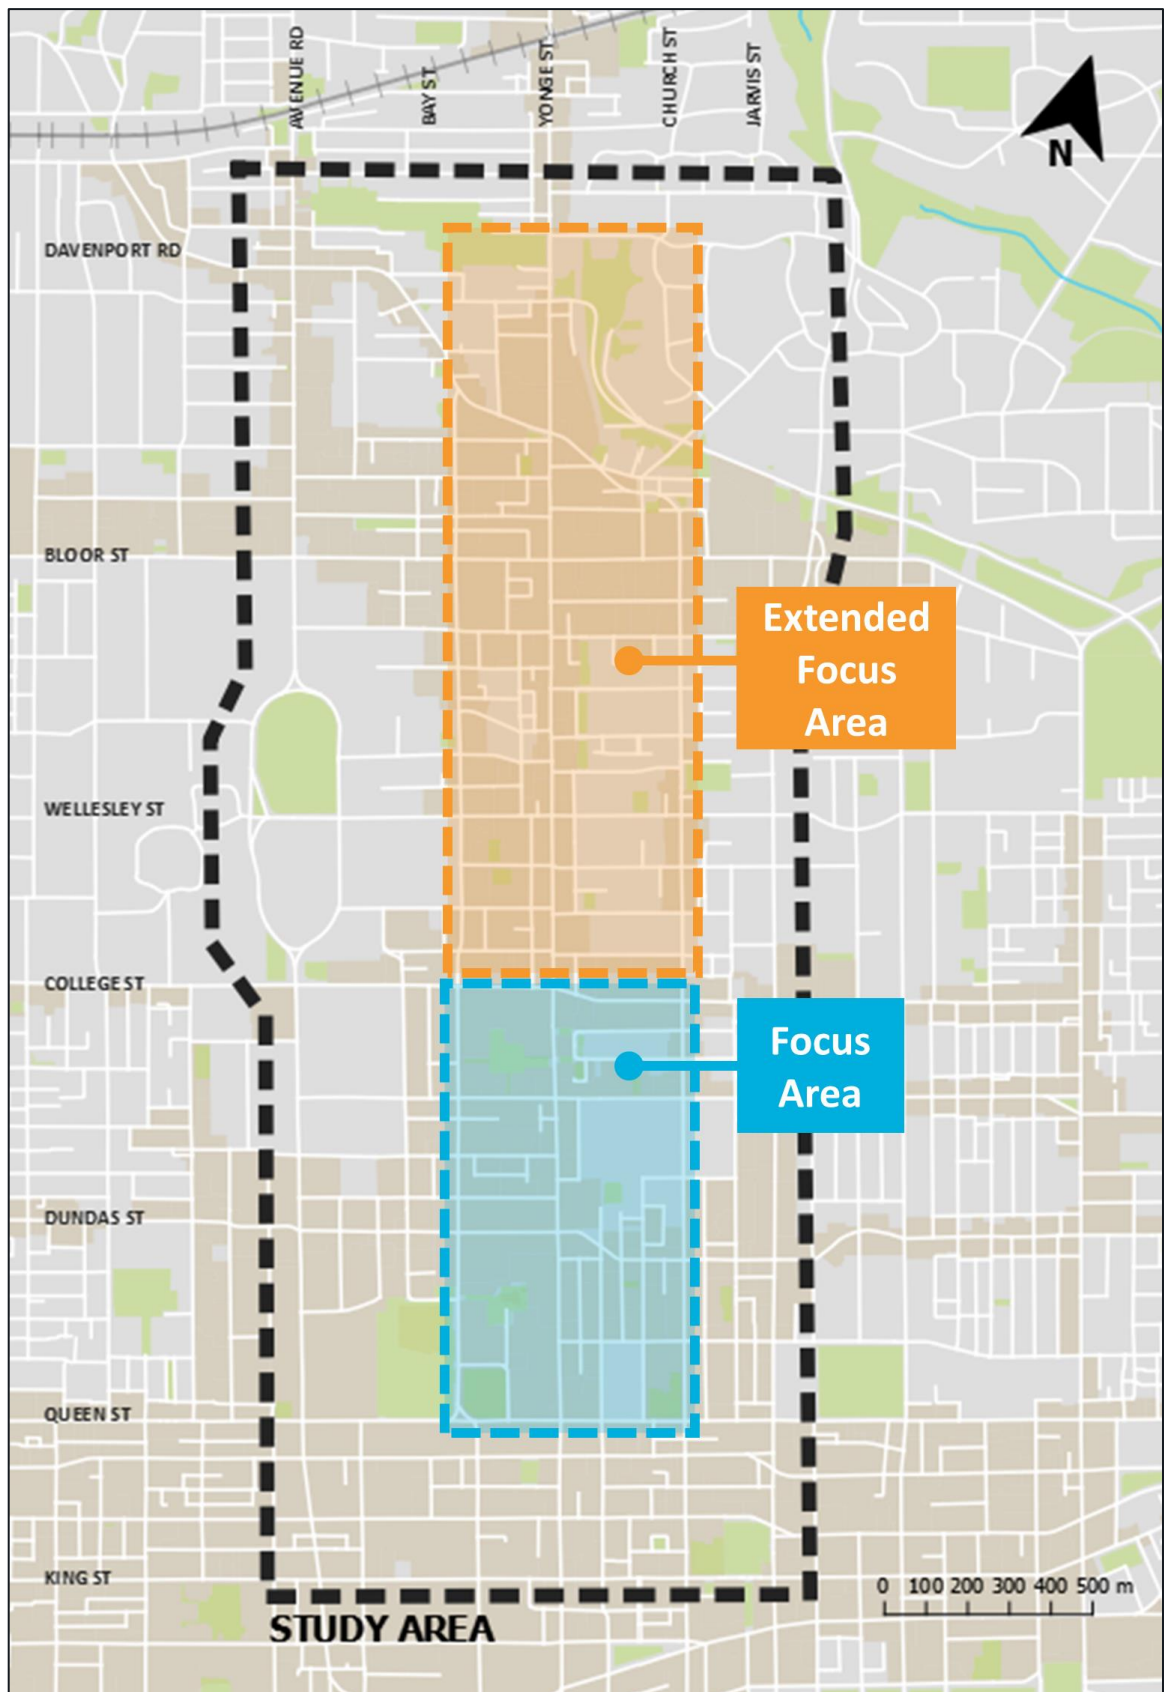 AVENUE RD
BAY ST
YONGE ST
CHURCH ST
JARVIS ST
N
DAVENPORT RD
BLOOR ST
Extended
Focus
Area
WELLESLEY ST
COLLEGE ST
Focus
Area
DUNDAS ST
QUEEN ST
KING ST
0 100 200 300 400 500 m
STUDY AREA